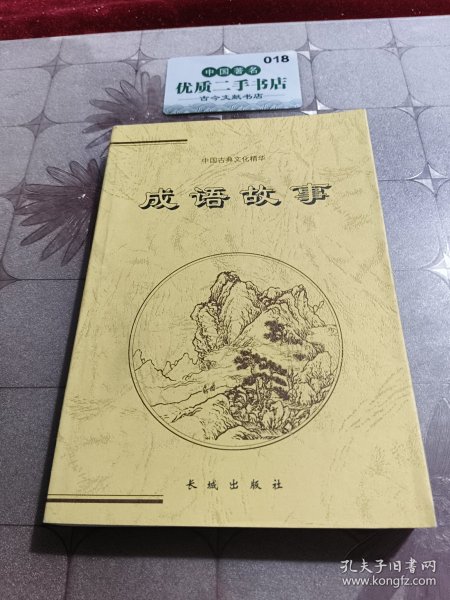 018
中国著名
优质二手书店
古今文献书店
中国古典文化精华
成语故事
长城出版社
孔夫子旧书网
www.kongfz.com